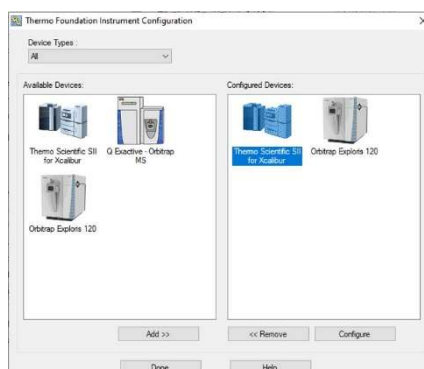 Thermo Foundation Instrument Configuration
Device Types :
All
Available Devices:
Configured Devices:
Thermo Scientific SII
for Xcalibur
Q Exactive - Orbitrap
MS
Orbitrap Exploris 120
Thermo Scientific SII
for Xcalibur
Orbitrap Exploris 120
Add >>
<< Remove
Configure
Done
Help